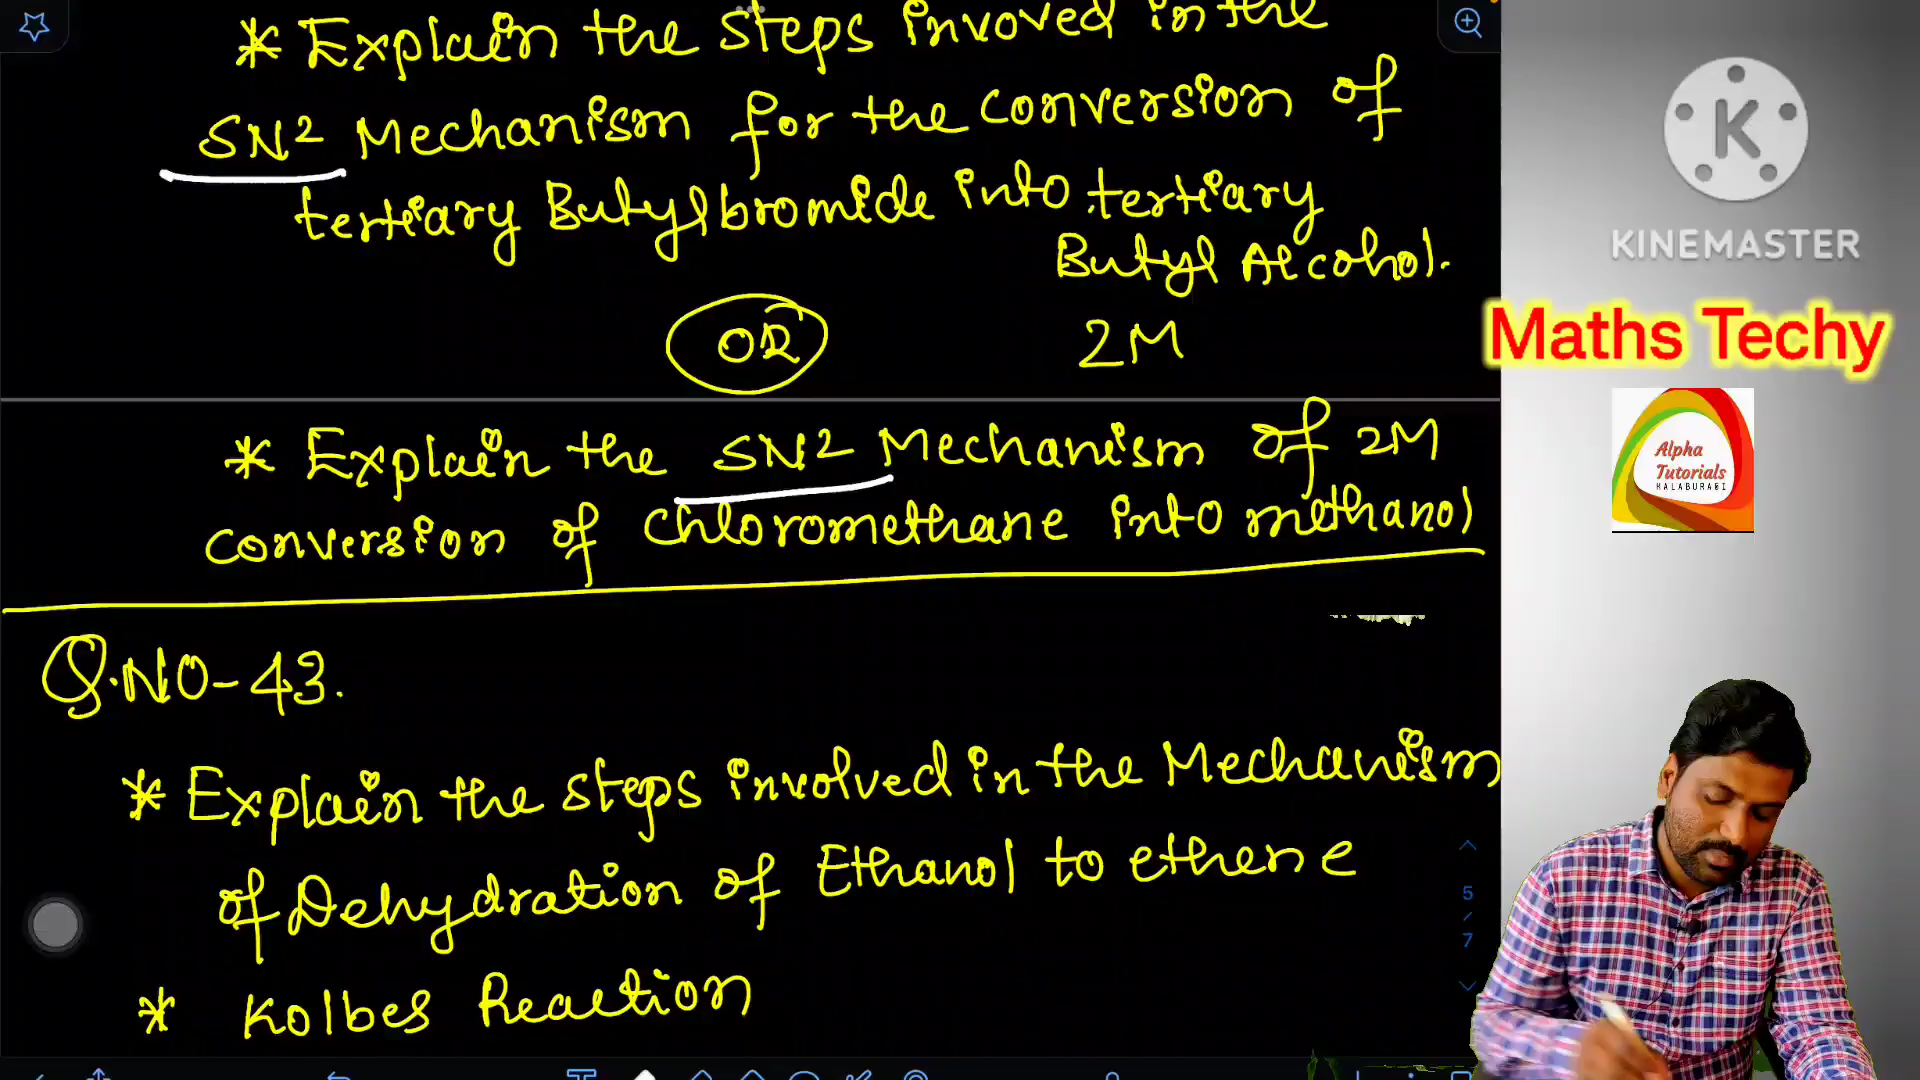 * Explain the steps invoved in the
SN2 Mechanism for the conversion of
tertiary Butylbromide into tertiary
Butyl Alcohol.
OR 2M
* Explain the SN2 Mechanism of 2M
conversion of chloromethane into methanol
Q.NO-43.
* Explain the steps involved in the Mechanism
of Dehydration of Ethanol to ethene
* Kolbes Reaction
K
KINEMASTER
Maths Techy
Alpha
Tutorials
KALABURAGI
5
7